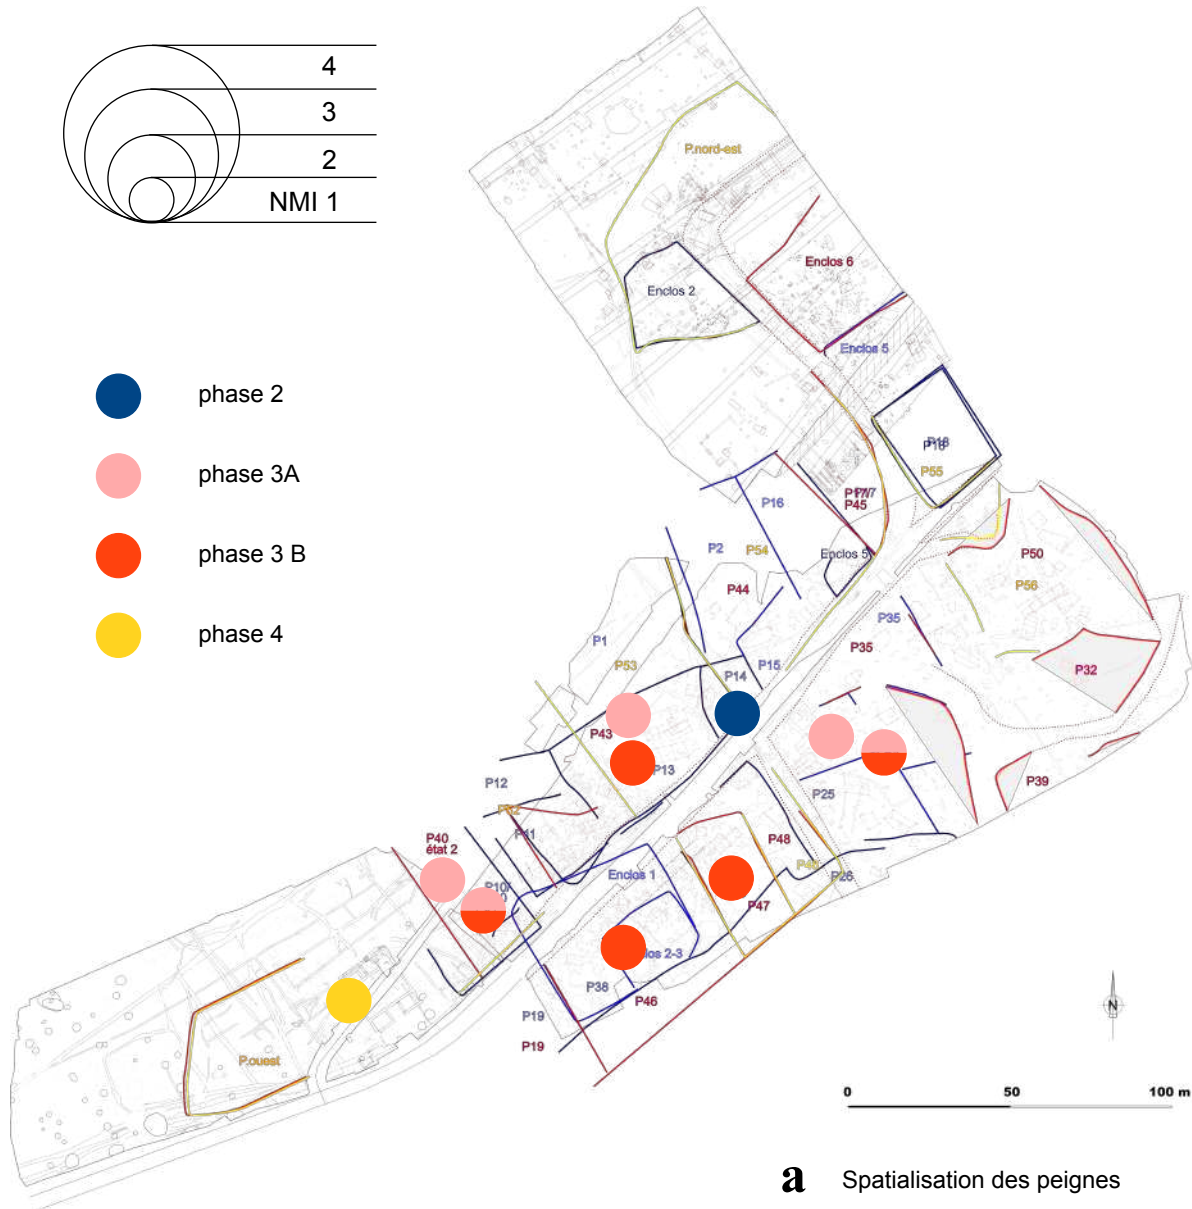 4
3
2
NMI 1
phase 2
phase 3A
phase 3 B
phase 4
P.nord-est
Enclos 6
Enclos 2
Enclos 5
P18
P55
P16
P45
P2
P54
Enclos 5
P50
P56
P44
P1
P35
P35
P53
P15
P14
P32
P43
P13
P12
P25
P39
P11
P40
état 2
P48
Enclos 1
P26
P47
P38
P46
P19
P19
P.ouest
N
0 50 100 m
a Spatialisation des peignes